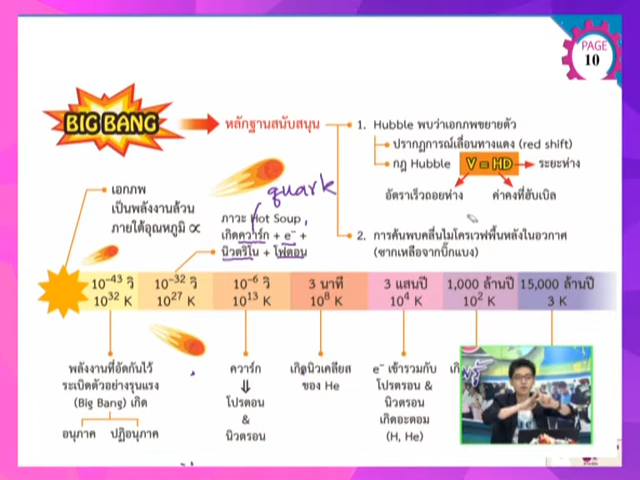 PAGE
10
BIG BANG
หลักฐานสนับสนุน
1. Hubble พบว่าเอกภพขยายตัว
ปรากฏการณ์เลื่อนทางแดง (red shift)
กฎ Hubble V = HD ระยะห่าง
อัตราเร็วถอยห่าง ค่าคงที่ฮับเบิล
2. การค้นพบคลื่นไมโครเวฟพื้นหลังในอวกาศ
(ซากเหลือจากบิ๊กแบง)
เอกภพ
เป็นพลังงานล้วน
ภายใต้อุณหภูมิ ∝
quark
ภาวะ Hot Soup
เกิดควาร์ก + e⁻ +
นิวตริโน + โฟตอน
10⁻⁴³ วิ
10³² K
10⁻³² วิ
10²⁷ K
10⁻⁶ วิ
10¹³ K
3 นาที
10⁸ K
3 แสนปี
10⁴ K
1,000 ล้านปี
10² K
15,000 ล้านปี
3 K
พลังงานที่อัดกันไว้
ระเบิดตัวอย่างรุนแรง
(Big Bang) เกิด
อนุภาค ปฏิอนุภาค
ควาร์ก
⇓
โปรตอน
&
นิวตรอน
เกิดนิวเคลียส
ของ He
e⁻ เข้ารวมกับ
โปรตรอน &
นิวตรอน
เกิดอะตอม
(H, He)